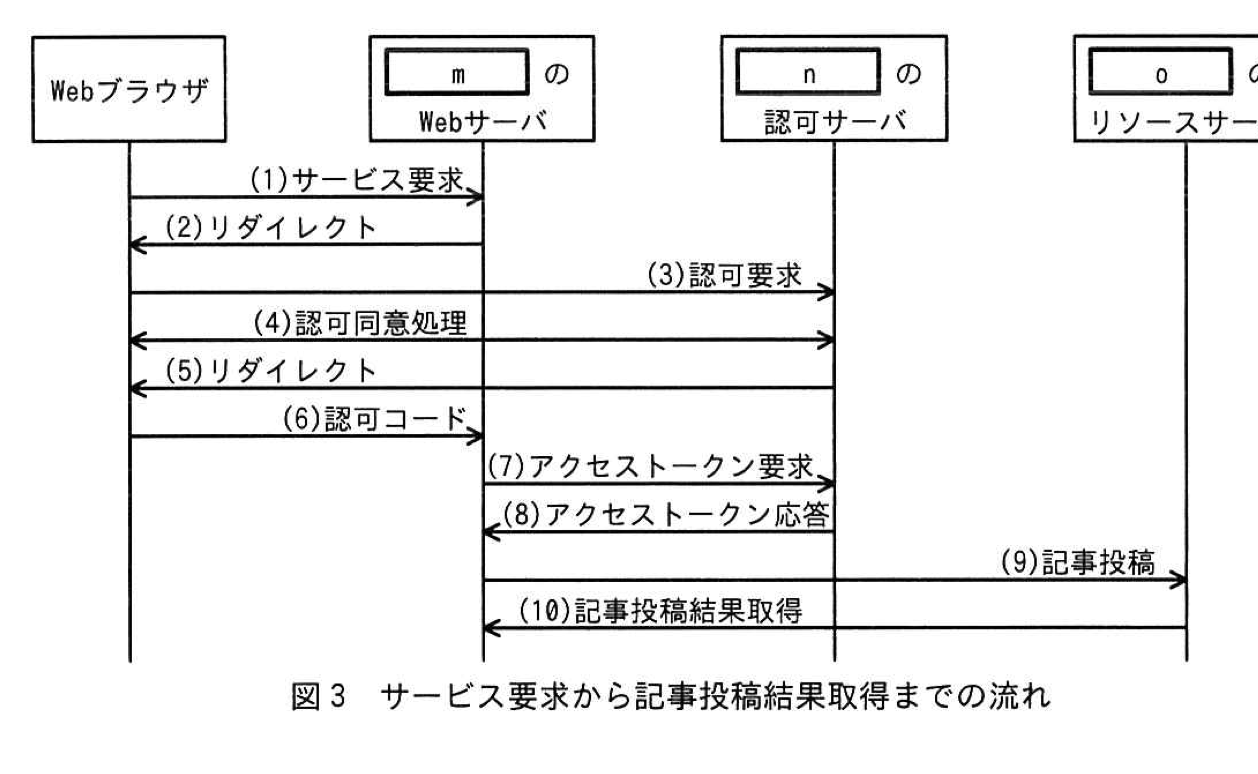 Webブラウザ
m の
Webサーバ
n の
認可サーバ
o
リソースサー
(1)サービス要求
(2)リダイレクト
(3)認可要求
(4)認可同意処理
(5)リダイレクト
(6)認可コード
(7)アクセストークン要求
(8)アクセストークン応答
(9)記事投稿
(10)記事投稿結果取得
図3 サービス要求から記事投稿結果取得までの流れ